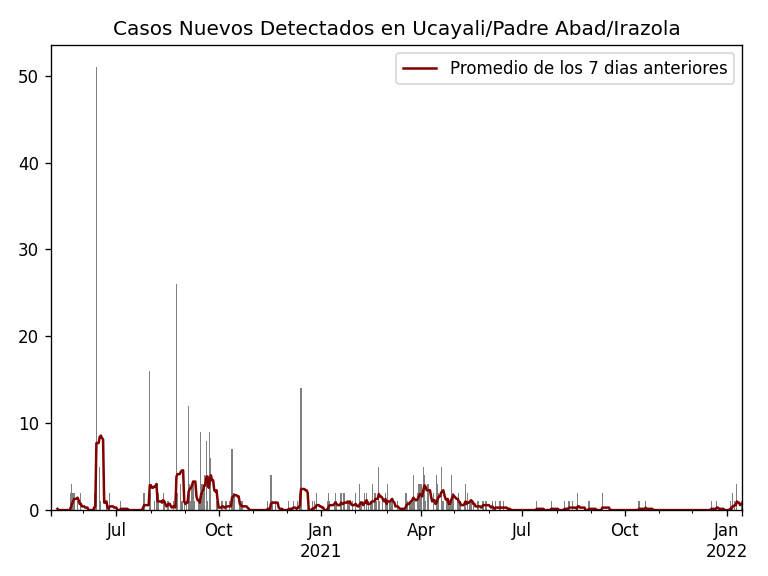 Casos Nuevos Detectados en Ucayali/Padre Abad/Irazola
Promedio de los 7 dias anteriores
50
40
30
20
10
0
Jul Oct Jan Apr Jul Oct Jan
2021 2022